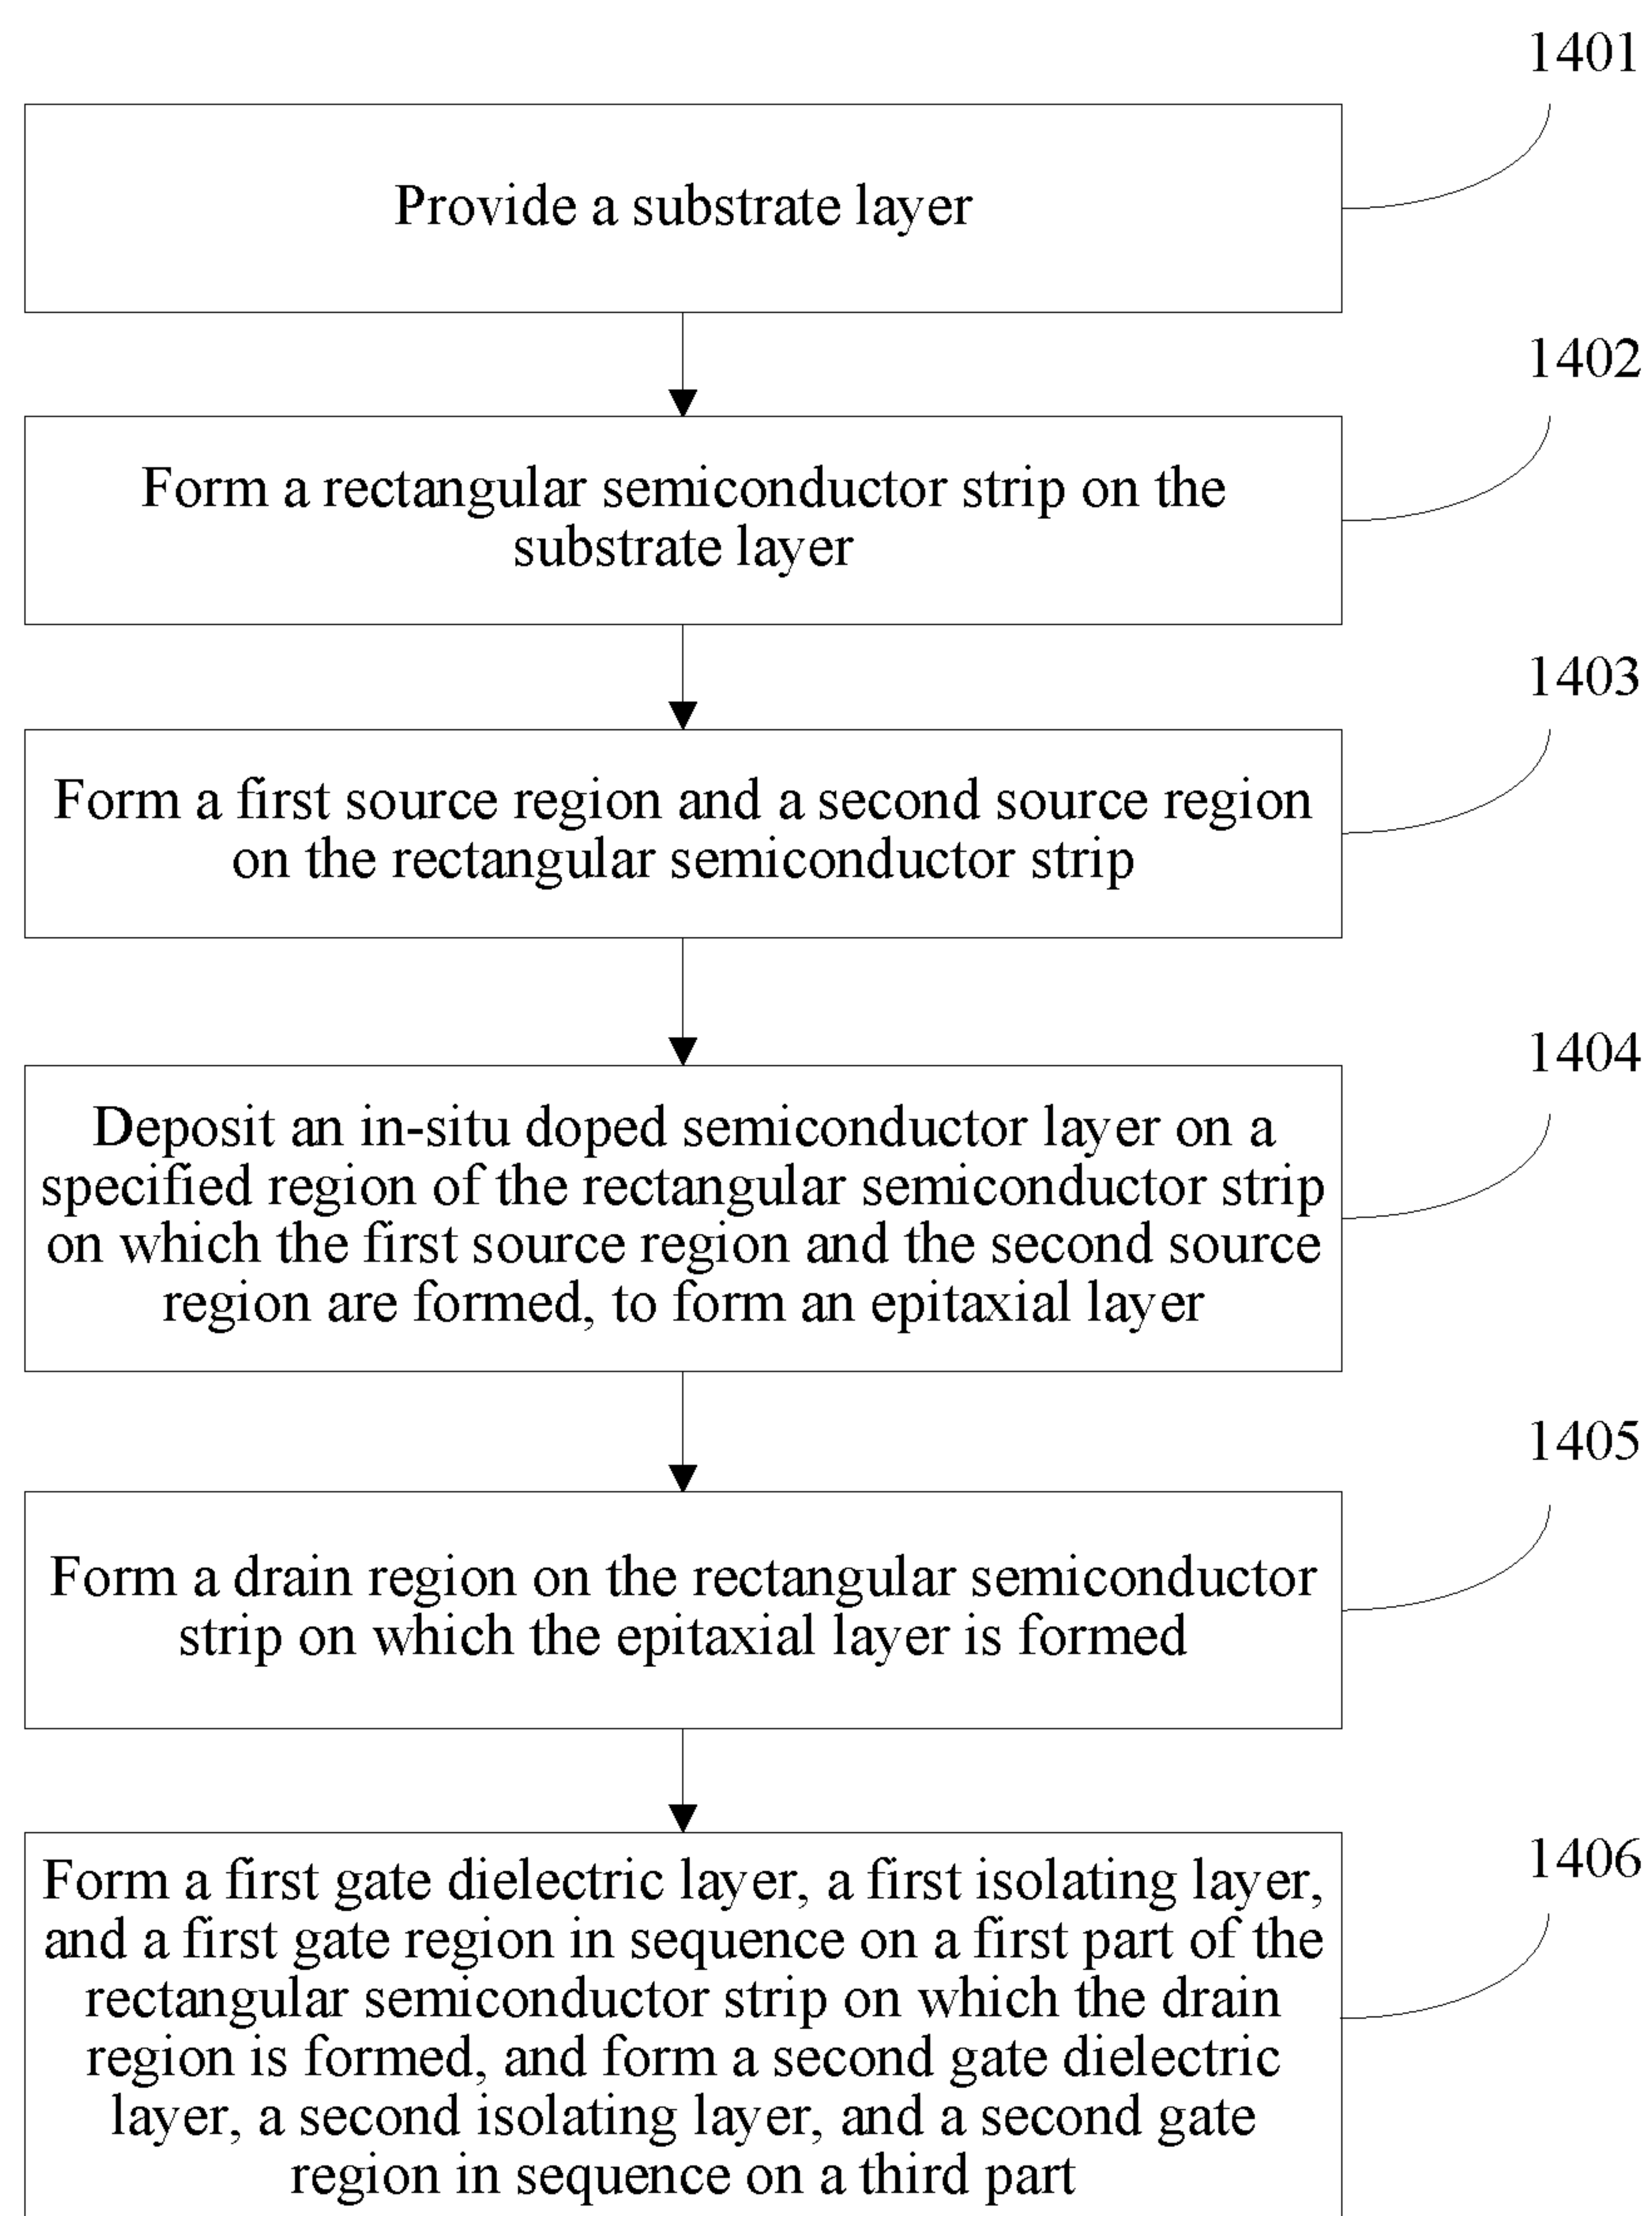 1401
Provide a substrate layer
1402
Form a rectangular semiconductor strip on the
substrate layer
1403
Form a first source region and a second source region
on the rectangular semiconductor strip
1404
Deposit an in-situ doped semiconductor layer on a
specified region of the rectangular semiconductor strip
on which the first source region and the second source
region are formed, to form an epitaxial layer
1405
Form a drain region on the rectangular semiconductor
strip on which the epitaxial layer is formed
1406
Form a first gate dielectric layer, a first isolating layer,
and a first gate region in sequence on a first part of the
rectangular semiconductor strip on which the drain
region is formed, and form a second gate dielectric
layer, a second isolating layer, and a second gate
region in sequence on a third part